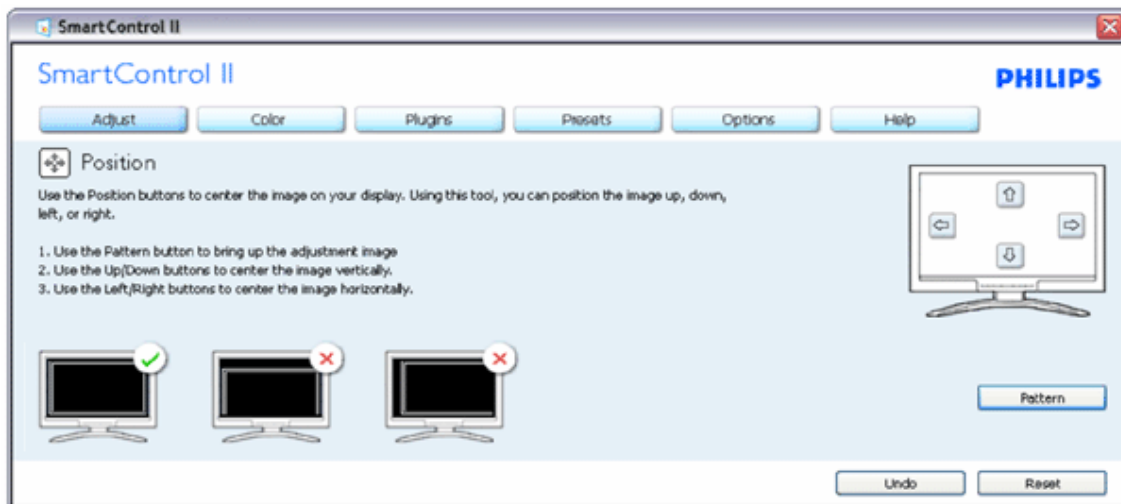 SmartControl II
SmartControl II
PHILIPS
Adjust Color Plugins Presets Options Help
Position
Use the Position buttons to center the image on your display. Using this tool, you can position the image up, down,
left, or right.
1. Use the Pattern button to bring up the adjustment image
2. Use the Up/Down buttons to center the image vertically.
3. Use the Left/Right buttons to center the image horizontally.
Pattern
Undo Reset